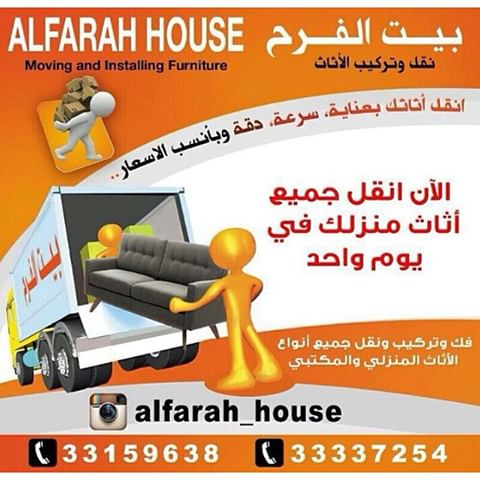 ALFARAH HOUSE
Moving and Installing Furniture
بيت الفرح
نقل وتركيب الأثاث
انقل أثاثك بعناية، سرعة، دقة وبأنسب الاسعار..
الآن انقل جميع
أثاث منزلك في
يوم واحد
بيت الفرح
فك وتركيب ونقل جميع أنواع
الأثاث المنزلي والمكتبي
alfarah_house
33159638
33337254